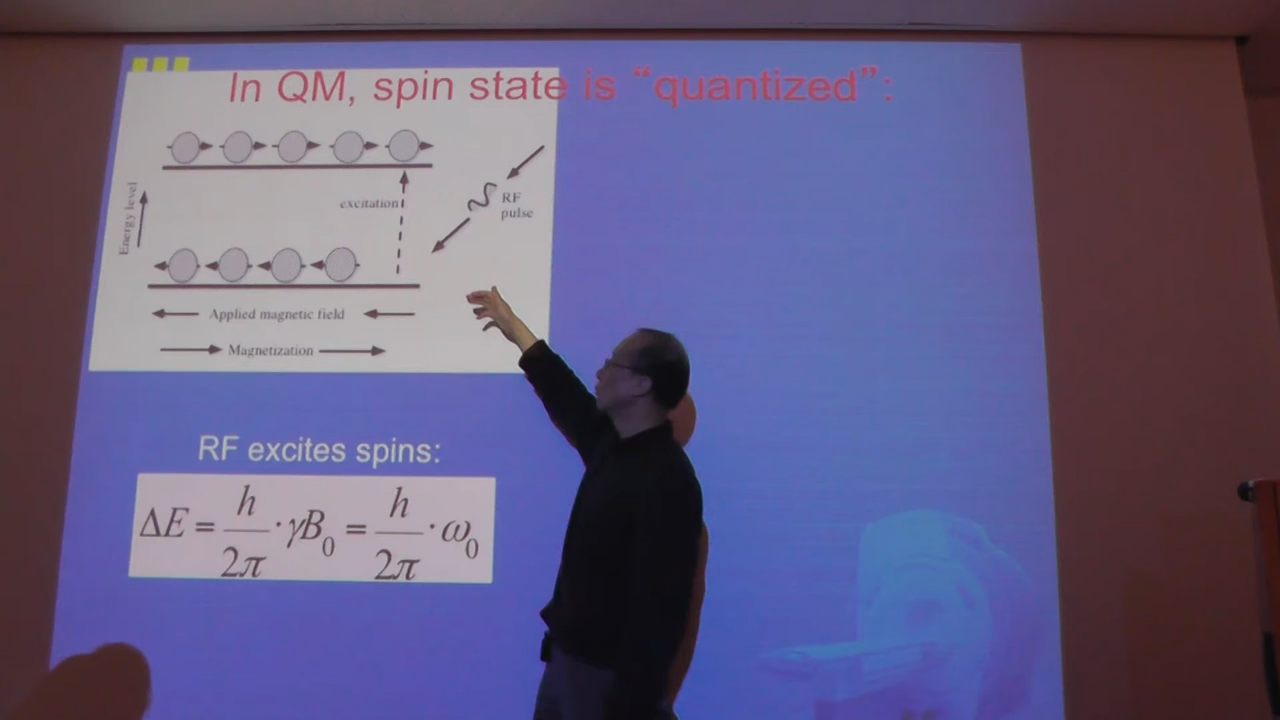 In QM, spin state is “quantized”:
Energy level
excitation
RF
pulse
Applied magnetic field
Magnetization
RF excites spins:
ΔE = h/2π · γB₀ = h/2π · ω₀